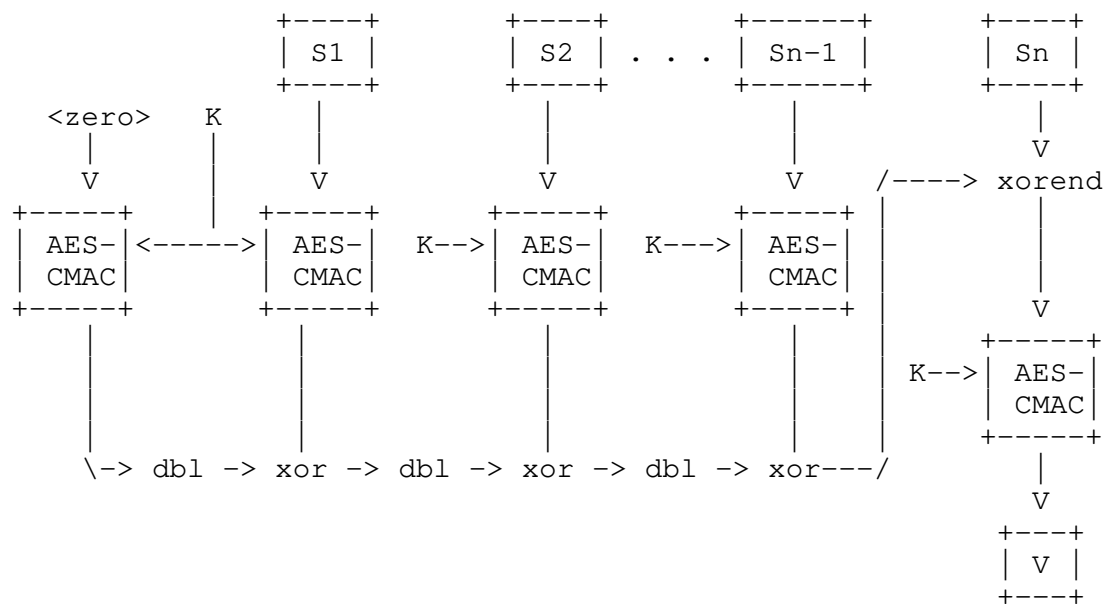 S1 S2 . . . Sn-1 Sn
<zero> K
V
V V V V xorend
AES- AES- K--> AES- K---> AES-
CMAC CMAC CMAC CMAC
V
K--> AES-
CMAC
dbl -> xor -> dbl -> xor -> dbl -> xor
V
V